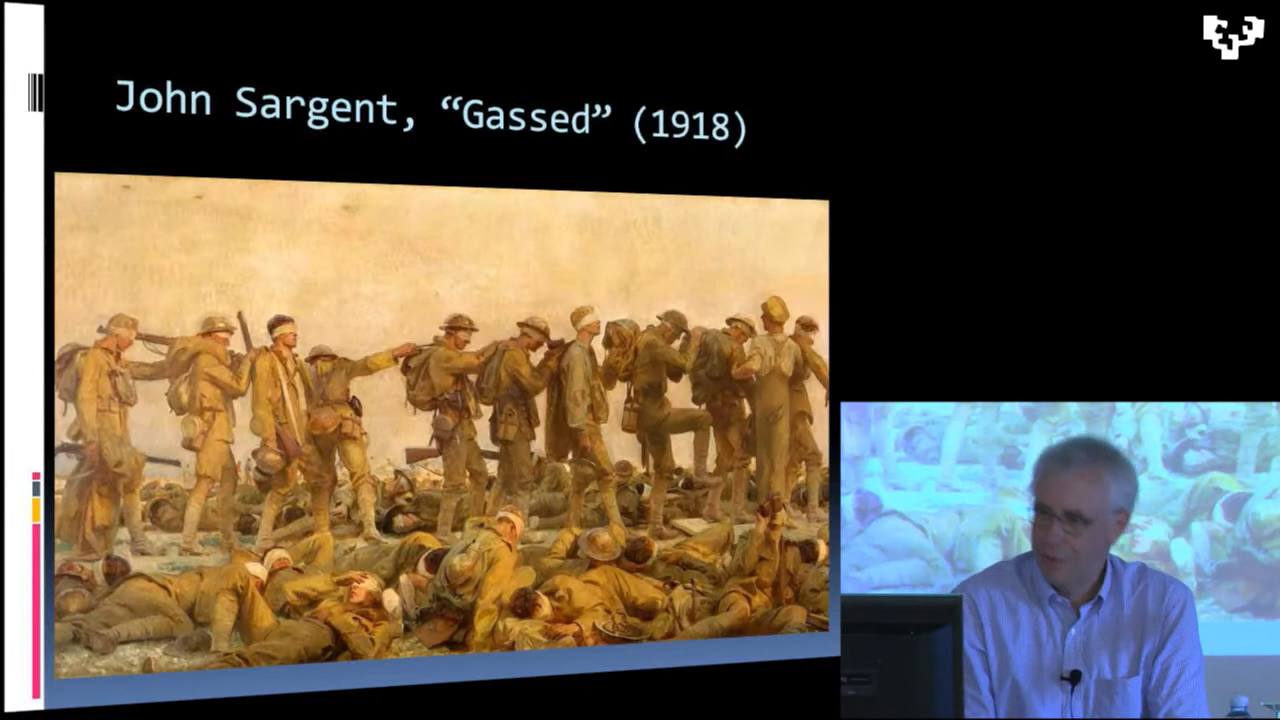 John Sargent, “Gassed” (1918)